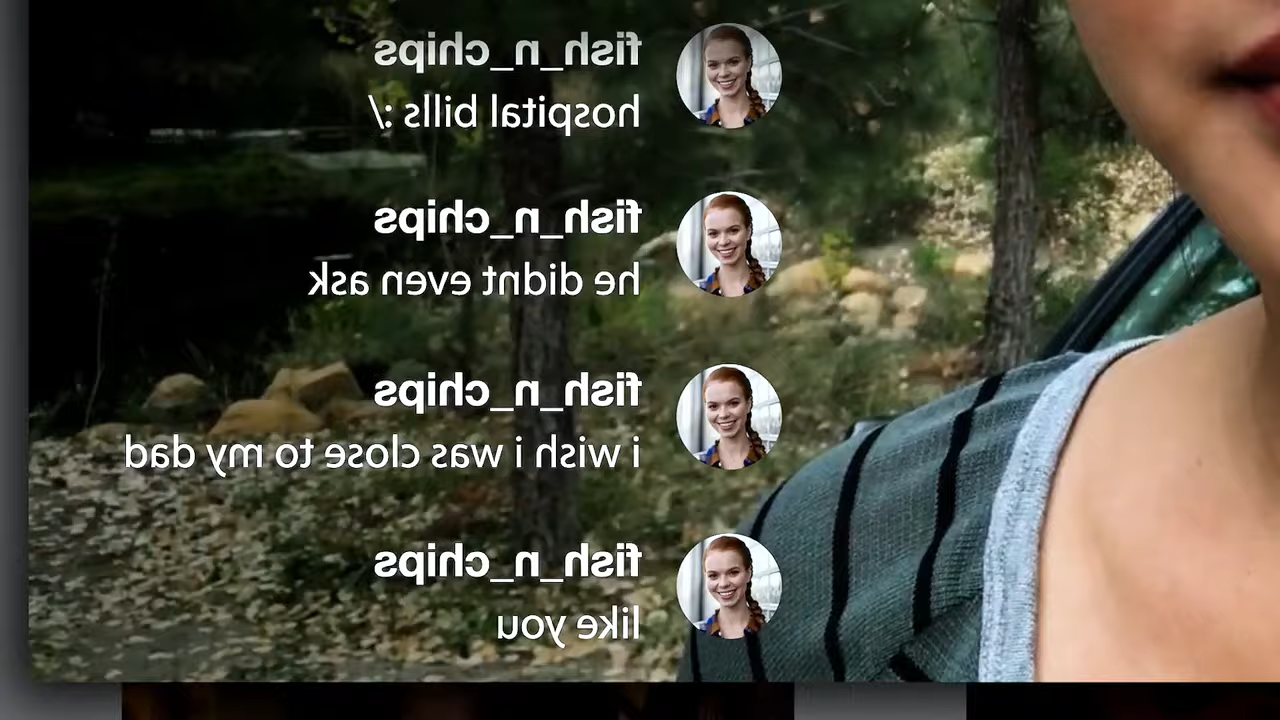 fish_n_chips
hospital bills :/
fish_n_chips
he didnt even ask
fish_n_chips
i wish i was close to my dad
fish_n_chips
like you